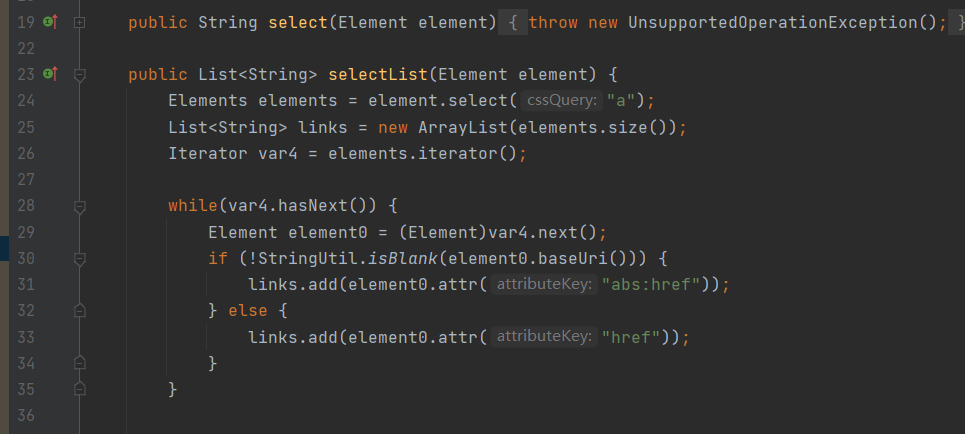 19 public String select(Element element) { throw new UnsupportedOperationException(); }
22
23 public List<String> selectList(Element element) {
24 Elements elements = element.select( cssQuery: "a");
25 List<String> links = new ArrayList(elements.size());
26 Iterator var4 = elements.iterator();
27
28 while(var4.hasNext()) {
29 Element element0 = (Element)var4.next();
30 if (!StringUtil.isBlank(element0.baseUri())) {
31 links.add(element0.attr( attributeKey: "abs:href"));
32 } else {
33 links.add(element0.attr( attributeKey: "href"));
34 }
35 }
36